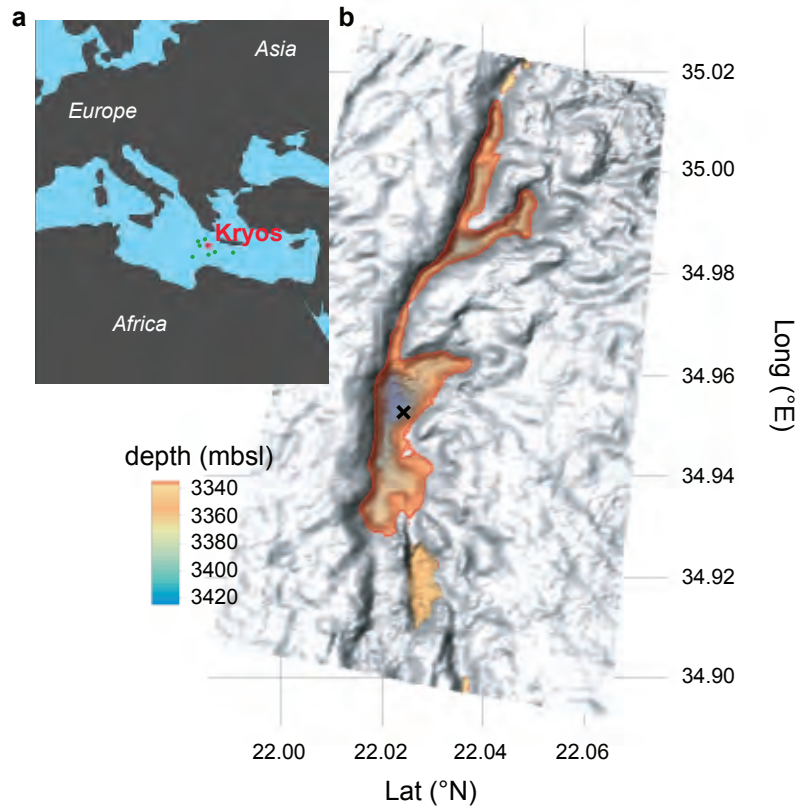 a
Asia
Europe
Kryos
Africa
b
35.02
35.00
34.98
34.96
34.94
34.92
34.90
Long (°E)
depth (mbsl)
3340
3360
3380
3400
3420
22.00 22.02 22.04 22.06
Lat (°N)